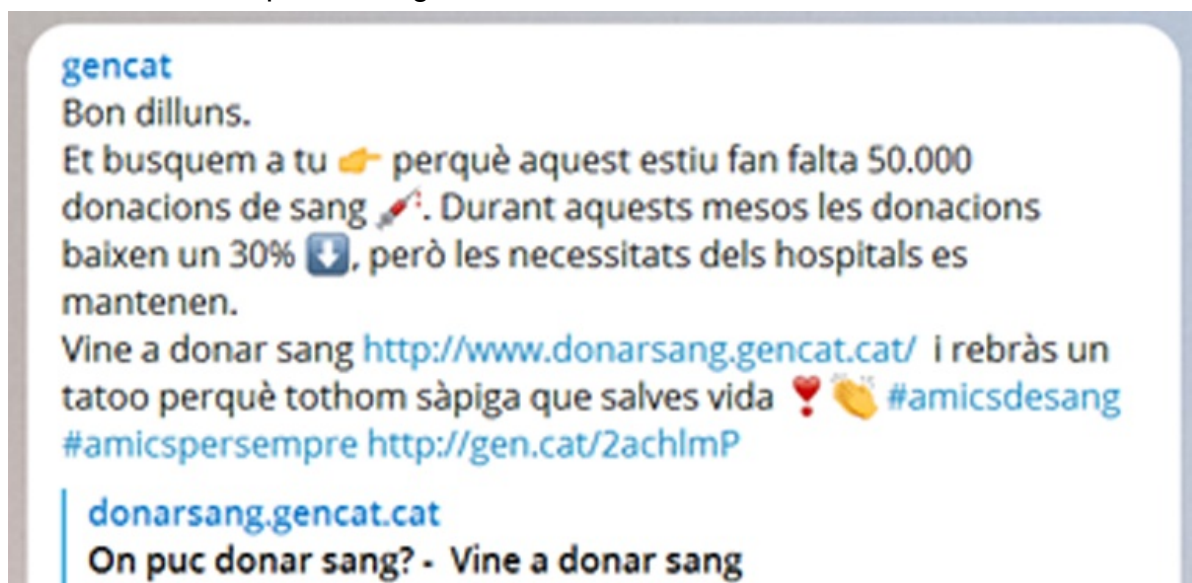 gencat
Bon dilluns.
Et busquem a tu 👉 perquè aquest estiu fan falta 50.000
donacions de sang 💉. Durant aquests mesos les donacions
baixen un 30% ⬇️, però les necessitats dels hospitals es
mantenen.
Vine a donar sang http://www.donarsang.gencat.cat/ i rebràs un
tatoo perquè tothom sàpiga que salves vida ❣️👏 #amicsdesang
#amicspersempre http://gen.cat/2achlmP
donarsang.gencat.cat
On puc donar sang? - Vine a donar sang